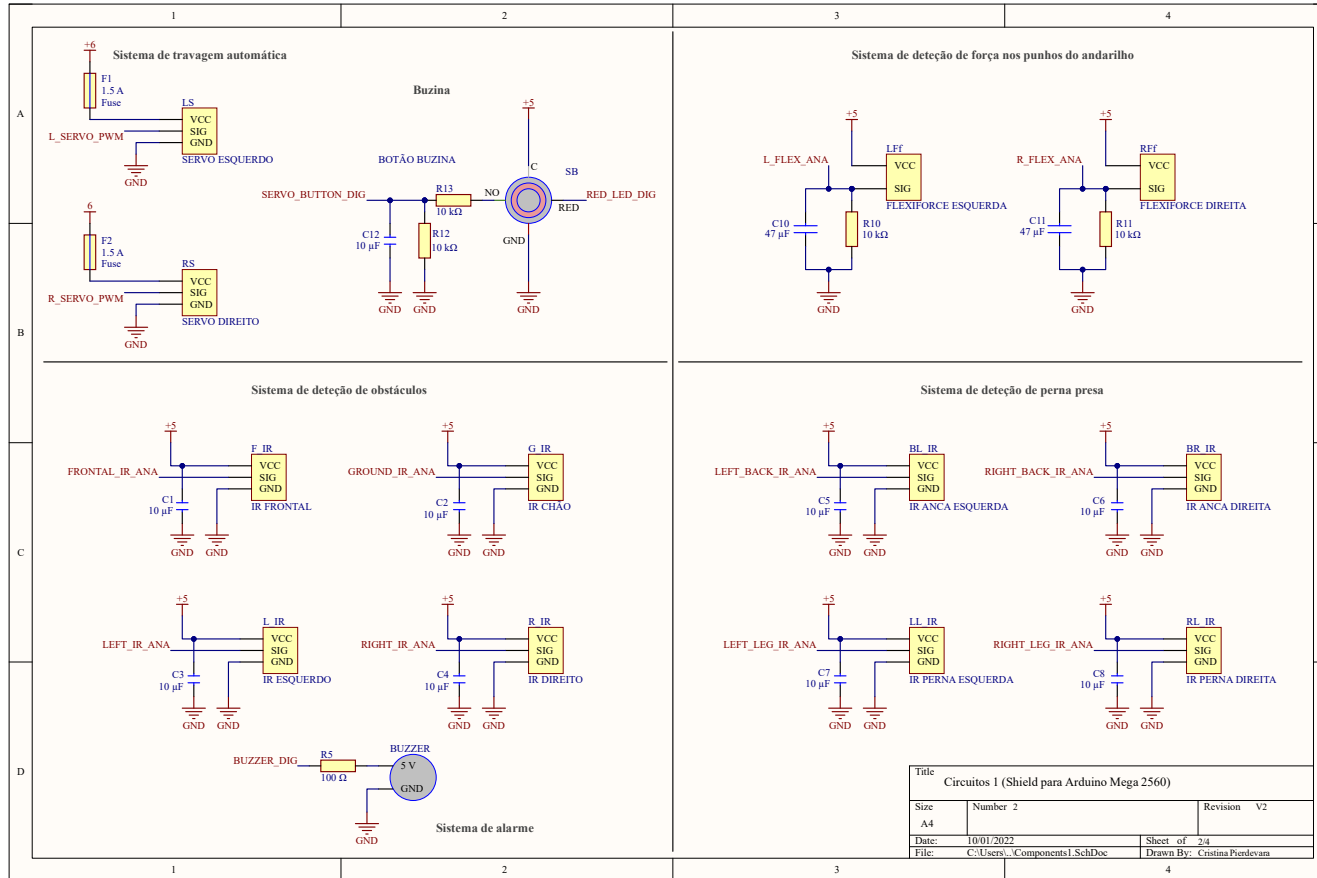 1
2
3
4
A
B
C
D
Sistema de travagem automática
+6
F1
1.5 A
Fuse
LS
VCC
SIG
GND
L_SERVO_PWM
SERVO ESQUERDO
GND
6
F2
1.5 A
Fuse
RS
VCC
SIG
GND
R_SERVO_PWM
SERVO DIREITO
GND
Buzina
+5
BOTÃO BUZINA
C
SB
SERVO_BUTTON_DIG
R13
10 kΩ
NO
RED
RED_LED_DIG
C12
10 µF
R12
10 kΩ
GND
GND
GND
GND
Sistema de deteção de força nos punhos do andarilho
+5
L_FLEX_ANA
LFf
VCC
SIG
FLEXIFORCE ESQUERDA
C10
47 µF
R10
10 kΩ
GND
+5
R_FLEX_ANA
RFf
VCC
SIG
FLEXIFORCE DIREITA
C11
47 µF
R11
10 kΩ
GND
Sistema de deteção de obstáculos
+5
F_IR
VCC
SIG
GND
FRONTAL_IR_ANA
C1
10 µF
IR FRONTAL
GND
GND
+5
G_IR
VCC
SIG
GND
GROUND_IR_ANA
C2
10 µF
IR CHÃO
GND
GND
+5
L_IR
VCC
SIG
GND
LEFT_IR_ANA
C3
10 µF
IR ESQUERDO
GND
GND
+5
R_IR
VCC
SIG
GND
RIGHT_IR_ANA
C4
10 µF
IR DIREITO
GND
GND
BUZZER_DIG
R5
100 Ω
BUZZER
5 V
GND
GND
Sistema de alarme
Sistema de deteção de perna presa
+5
BL_IR
VCC
SIG
GND
LEFT_BACK_IR_ANA
C5
10 µF
IR ANCA ESQUERDA
GND
GND
+5
BR_IR
VCC
SIG
GND
RIGHT_BACK_IR_ANA
C6
10 µF
IR ANCA DIREITA
GND
GND
+5
LL_IR
VCC
SIG
GND
LEFT_LEG_IR_ANA
C7
10 µF
IR PERNA ESQUERDA
GND
GND
+5
RL_IR
VCC
SIG
GND
RIGHT_LEG_IR_ANA
C8
10 µF
IR PERNA DIREITA
GND
GND
Title
Circuitos 1 (Shield para Arduino Mega 2560)
Size
A4
Number 2
Revision V2
Date: 10/01/2022
Sheet of 2/4
File: C:\Users\..\Components1.SchDoc
Drawn By: Cristina Pierdevara
A
B
C
D
1
2
3
4